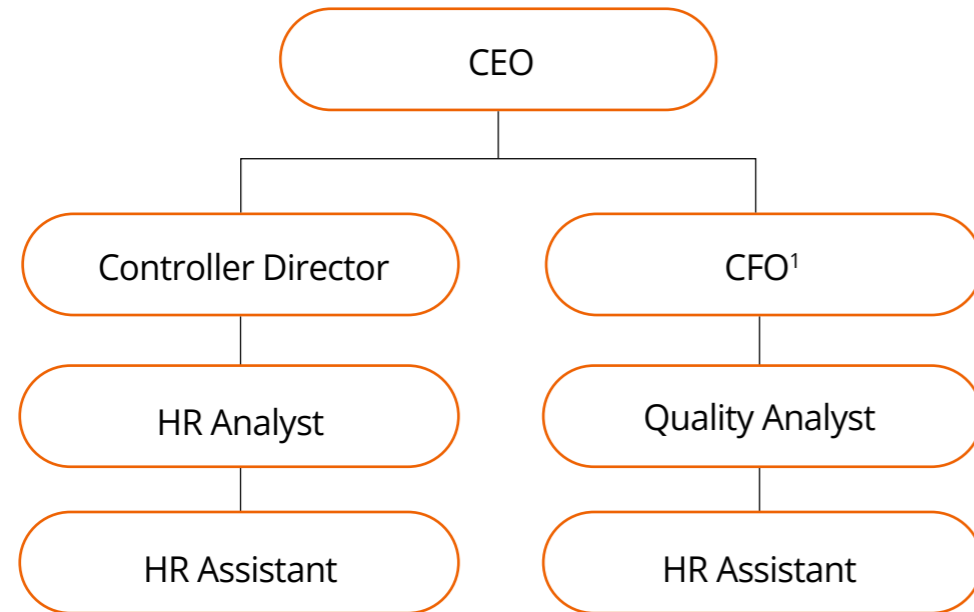 CEO
Controller Director
CFO¹
HR Analyst
Quality Analyst
HR Assistant
HR Assistant